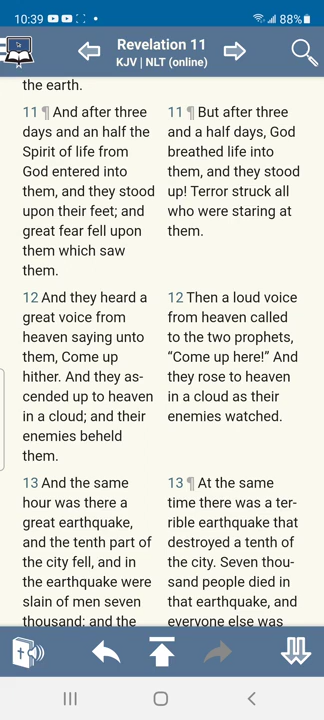 10:39
88%
Revelation 11
KJV | NLT (online)
the earth.
11 ¶ And after three
days and an half the
Spirit of life from
God entered into
them, and they stood
upon their feet; and
great fear fell upon
them which saw
them.
11 ¶ But after three
and a half days, God
breathed life into
them, and they stood
up! Terror struck all
who were staring at
them.
12 And they heard a
great voice from
heaven saying unto
them, Come up
hither. And they as-
cended up to heaven
in a cloud; and their
enemies beheld
them.
12 Then a loud voice
from heaven called
to the two prophets,
“Come up here!” And
they rose to heaven
in a cloud as their
enemies watched.
13 And the same
hour was there a
great earthquake,
and the tenth part of
the city fell, and in
the earthquake were
slain of men seven
thousand: and the
13 ¶ At the same
time there was a ter-
rible earthquake that
destroyed a tenth of
the city. Seven thou-
sand people died in
that earthquake, and
everyone else was